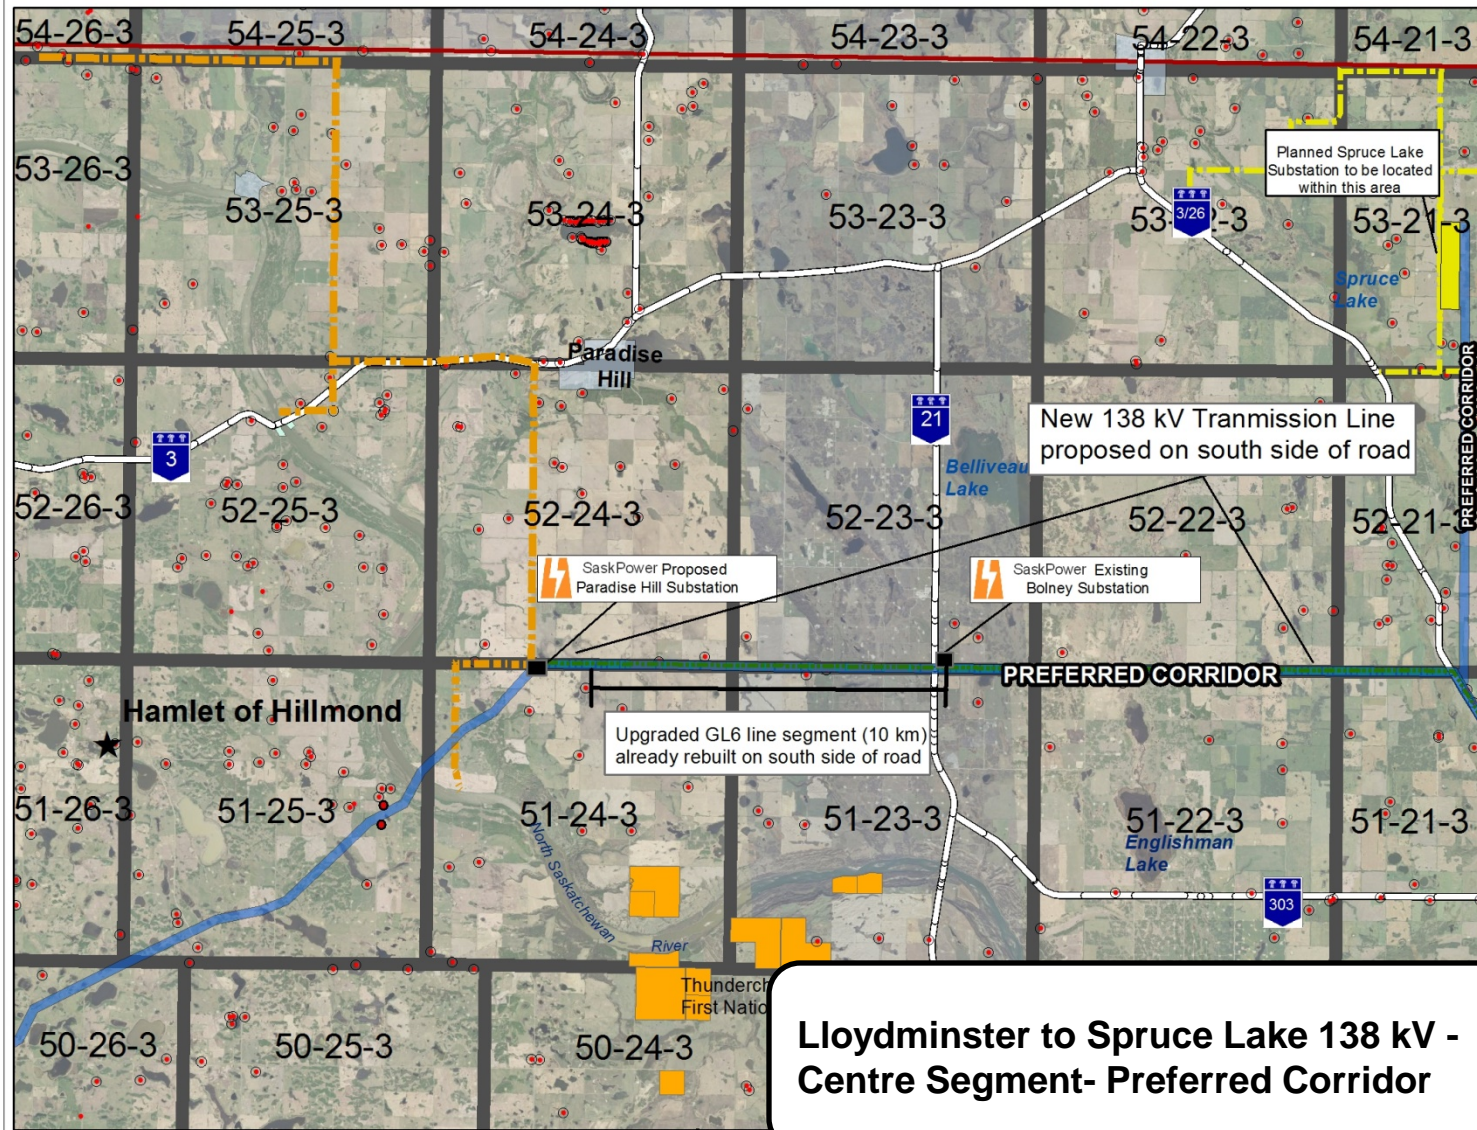 54-26-3
54-25-3
54-24-3
54-23-3
54-22-3
54-21-3
Planned Spruce Lake
Substation to be located
within this area
53-26-3
53-25-3
53-24-3
53-23-3
3/26
53-21-3
Spruce
Lake
Paradise
Hill
PREFERRED CORRIDOR
21
New 138 kV Tranmission Line
proposed on south side of road
3
Belliveau
Lake
52-26-3
52-25-3
52-24-3
52-23-3
52-22-3
52-21-3
SaskPower Proposed
Paradise Hill Substation
SaskPower Existing
Bolney Substation
PREFERRED CORRIDOR
Hamlet of Hillmond
Upgraded GL6 line segment (10 km)
already rebuilt on south side of road
51-26-3
51-25-3
51-24-3
51-23-3
51-22-3
51-21-3
Englishman
Lake
North Saskatchewan
River
303
Thunderch
First Natio
50-26-3
50-25-3
50-24-3
Lloydminster to Spruce Lake 138 kV -
Centre Segment- Preferred Corridor